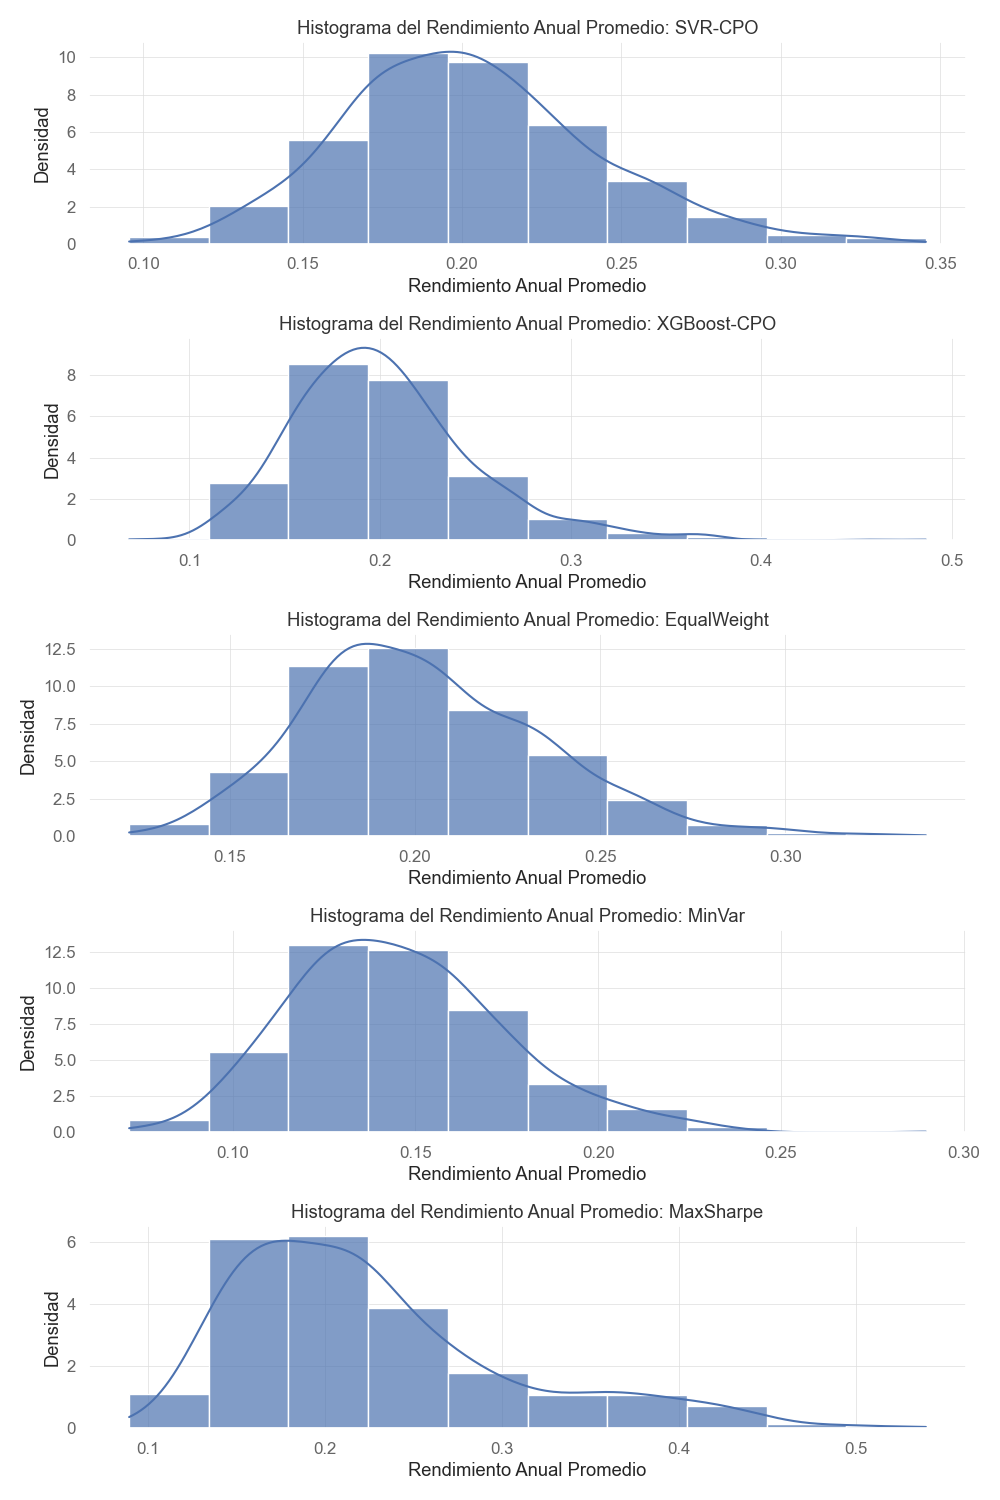 Histograma del Rendimiento Anual Promedio: SVR-CPO
10
8
6
4
2
0
Densidad
0.10 0.15 0.20 0.25 0.30 0.35
Rendimiento Anual Promedio
Histograma del Rendimiento Anual Promedio: XGBoost-CPO
8
6
4
2
0
Densidad
0.1 0.2 0.3 0.4 0.5
Rendimiento Anual Promedio
Histograma del Rendimiento Anual Promedio: EqualWeight
12.5
10.0
7.5
5.0
2.5
0.0
Densidad
0.15 0.20 0.25 0.30
Rendimiento Anual Promedio
Histograma del Rendimiento Anual Promedio: MinVar
12.5
10.0
7.5
5.0
2.5
0.0
Densidad
0.10 0.15 0.20 0.25 0.30
Rendimiento Anual Promedio
Histograma del Rendimiento Anual Promedio: MaxSharpe
6
4
2
0
Densidad
0.1 0.2 0.3 0.4 0.5
Rendimiento Anual Promedio